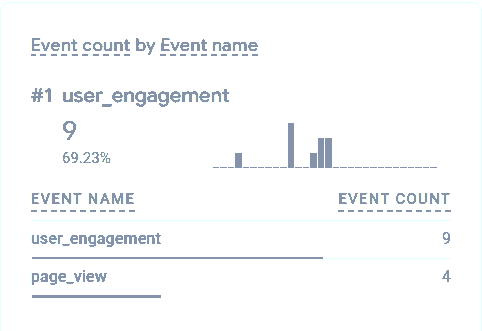 Event count by Event name
#1 user_engagement
9
69.23%
EVENT NAME EVENT COUNT
user_engagement 9
page_view 4